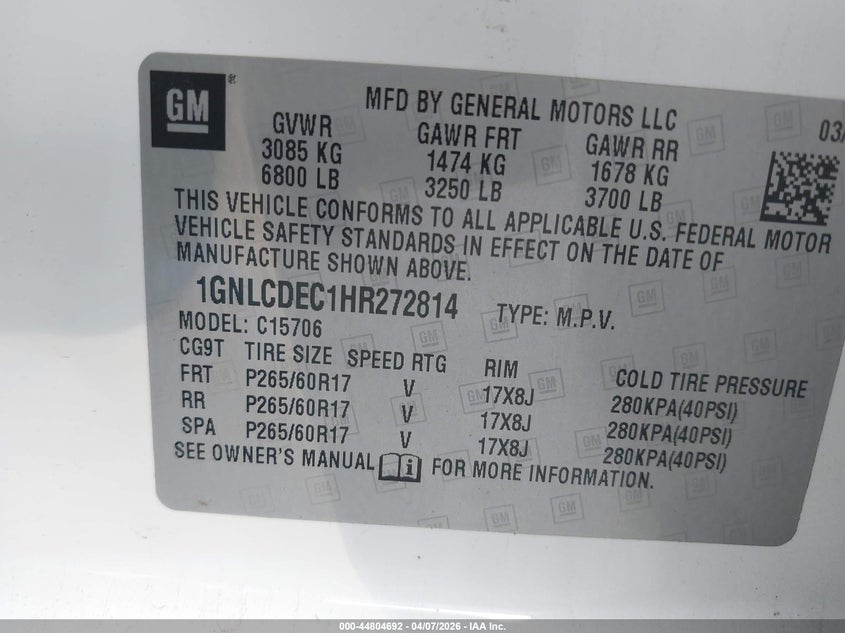 GM ®
MFD BY GENERAL MOTORS LLC
03/
GVWR GAWR FRT GAWR RR
3085 KG 1474 KG 1678 KG
6800 LB 3250 LB 3700 LB
THIS VEHICLE CONFORMS TO ALL APPLICABLE U.S. FEDERAL MOTOR
VEHICLE SAFETY STANDARDS IN EFFECT ON THE DATE OF
MANUFACTURE SHOWN ABOVE.
1GNLCDEC1HR272814 TYPE: M.P.V.
MODEL: C15706
CG9T TIRE SIZE SPEED RTG RIM COLD TIRE PRESSURE
FRT P265/60R17 V 17X8J 280KPA(40PSI)
RR P265/60R17 V 17X8J 280KPA(40PSI)
SPA P265/60R17 V 17X8J 280KPA(40PSI)
SEE OWNER'S MANUAL i FOR MORE INFORMATION.
000-44804692 - 04/07/2026 - IAA Inc.